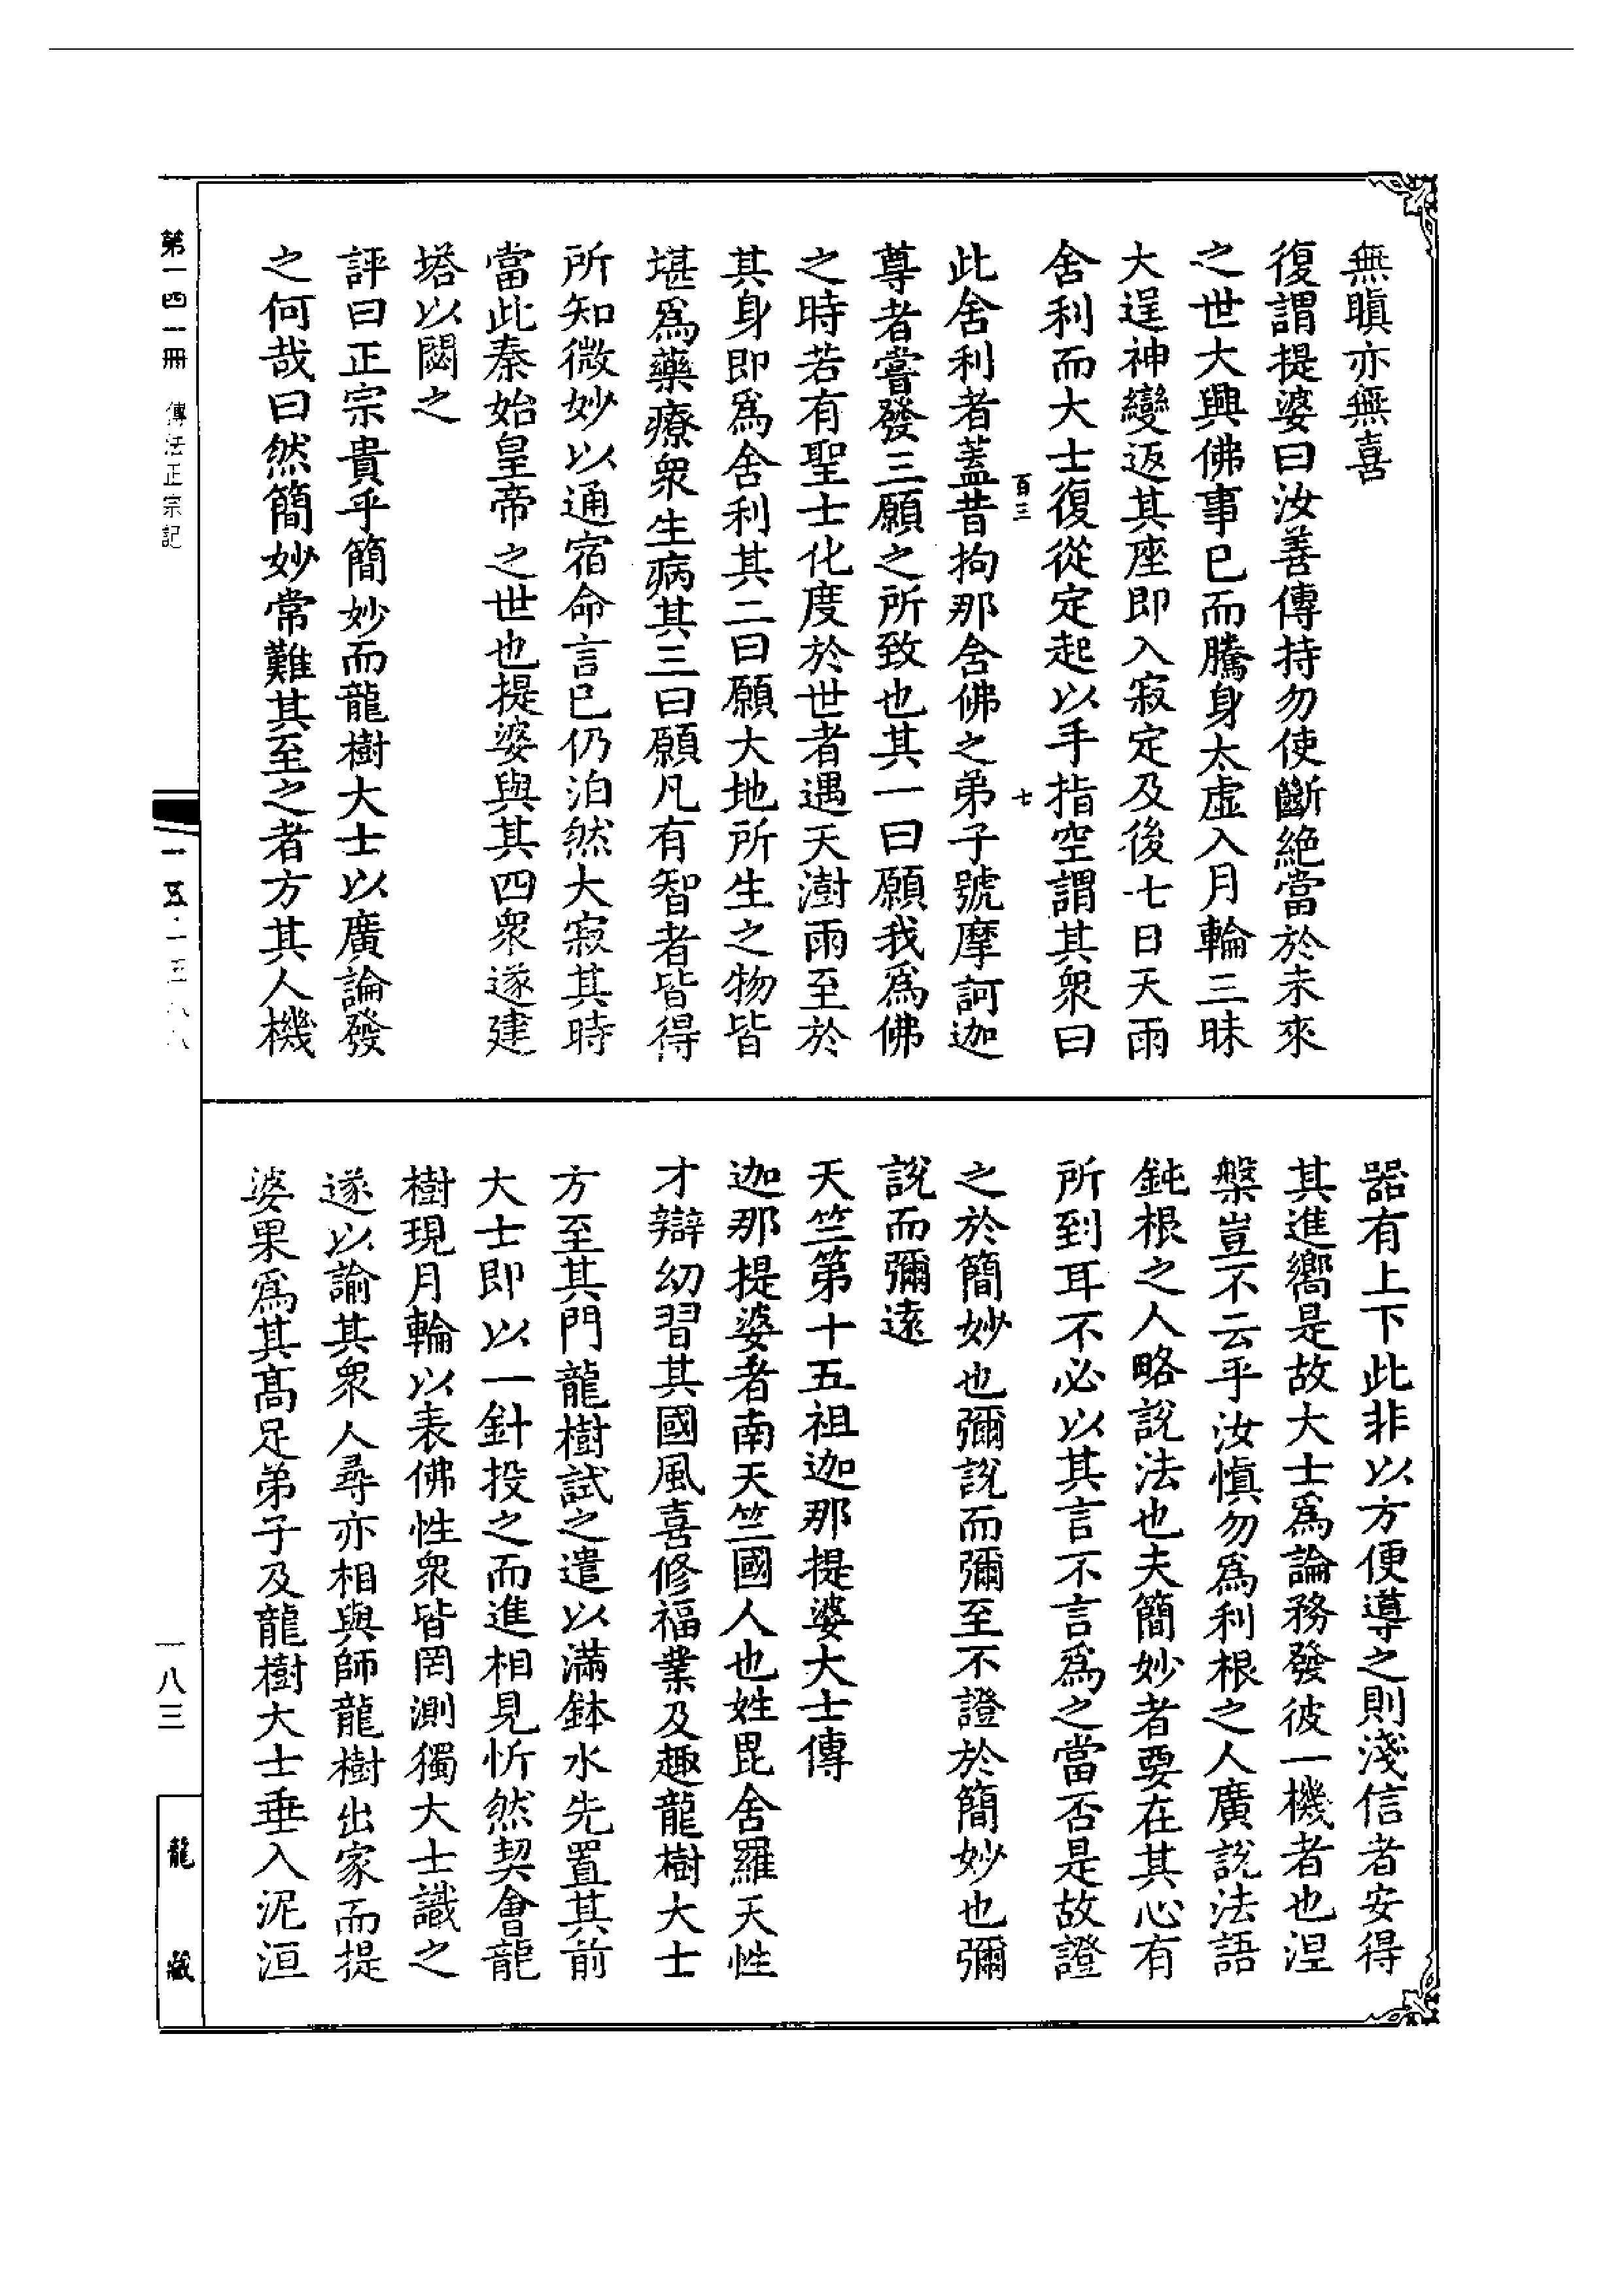 無瞋亦無喜
復謂提婆曰汝善傳持勿使斷絶當於未來
之世大興佛事已而騰身太虛入月輪三昧
大逞神變返其座即入寂定及後七日天雨
舍利而大士復從定起以手指空謂其衆曰
百三 七
此舍利者蓋昔拘那含佛之弟子號摩訶迦
尊者嘗發三願之所致也其一曰願我爲佛
之時若有聖士化度於世者遇天澍雨至於
其身即爲舍利其二曰願大地所生之物皆
堪爲藥療衆生病其三曰願凡有智者皆得
所知微妙以通宿命言已仍泊然大寂其時
當此秦始皇帝之世也提婆與其四衆遂建
塔以閟之
評曰正宗貴乎簡妙而龍樹大士以廣論發
之何哉曰然簡妙常難其至之者方其人機
器有上下此非以方便導之則淺信者安得
其進嚮是故大士爲論務發彼一機者也涅
槃豈不云乎汝慎勿爲利根之人廣說法語
鈍根之人略說法也夫簡妙者要在其心有
所到耳不必以其言不言爲之當否是故證
之於簡妙也彌說而彌至不證於簡妙也彌
說而彌遠
天竺第十五祖迦那提婆大士傳
迦那提婆者南天竺國人也姓毘舍羅天性
才辯幼習其國風喜修福業及趣龍樹大士
方至其門龍樹試之遣以滿鉢水先置其前
大士即以一針投之而進相見忻然契會龍
樹現月輪以表佛性衆皆罔測獨大士識之
遂以諭其衆人尋亦相與師龍樹出家而提
婆果爲其高足弟子及龍樹大士垂入泥洹
第一四一冊 傳法正宗記
一八三
龍藏